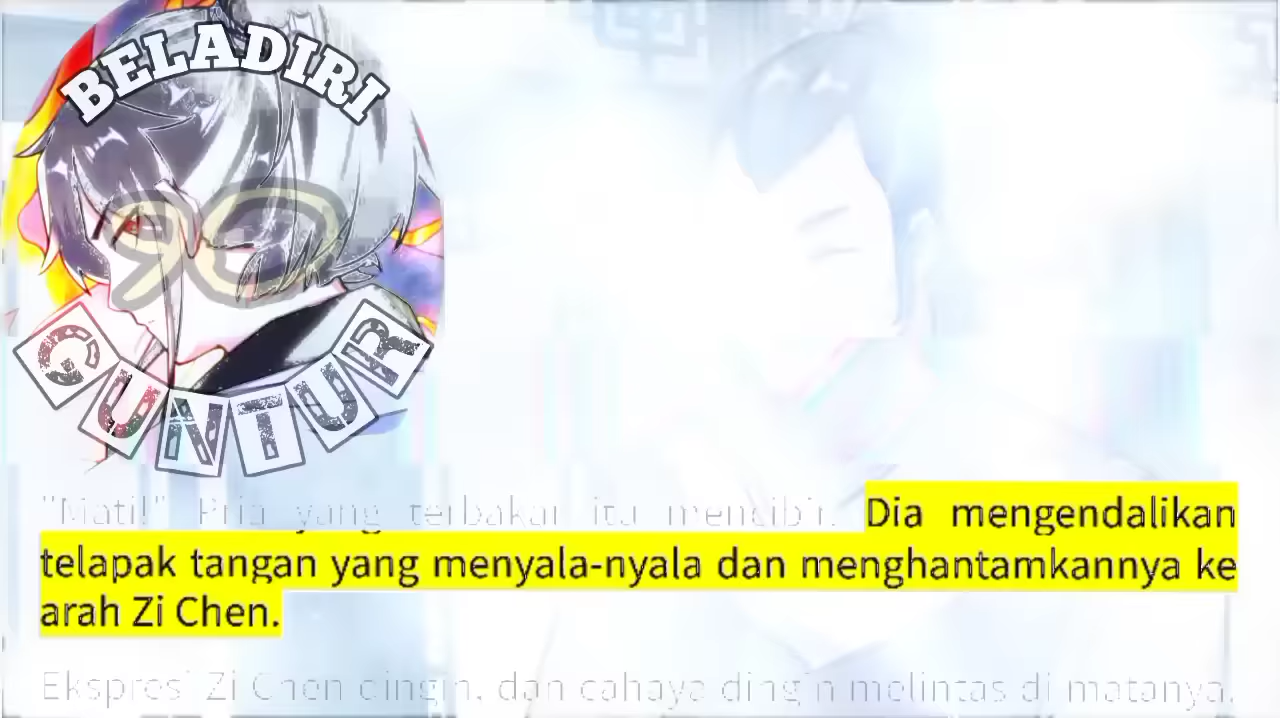 BELADIRI
GUNTUR
"Mati!" Pria yang terbakar itu mencibir. Dia mengendalikan
telapak tangan yang menyala-nyala dan menghantamkannya ke
arah Zi Chen.
Ekspresi Zi Chen dingin, dan cahaya dingin melintas di matanya.